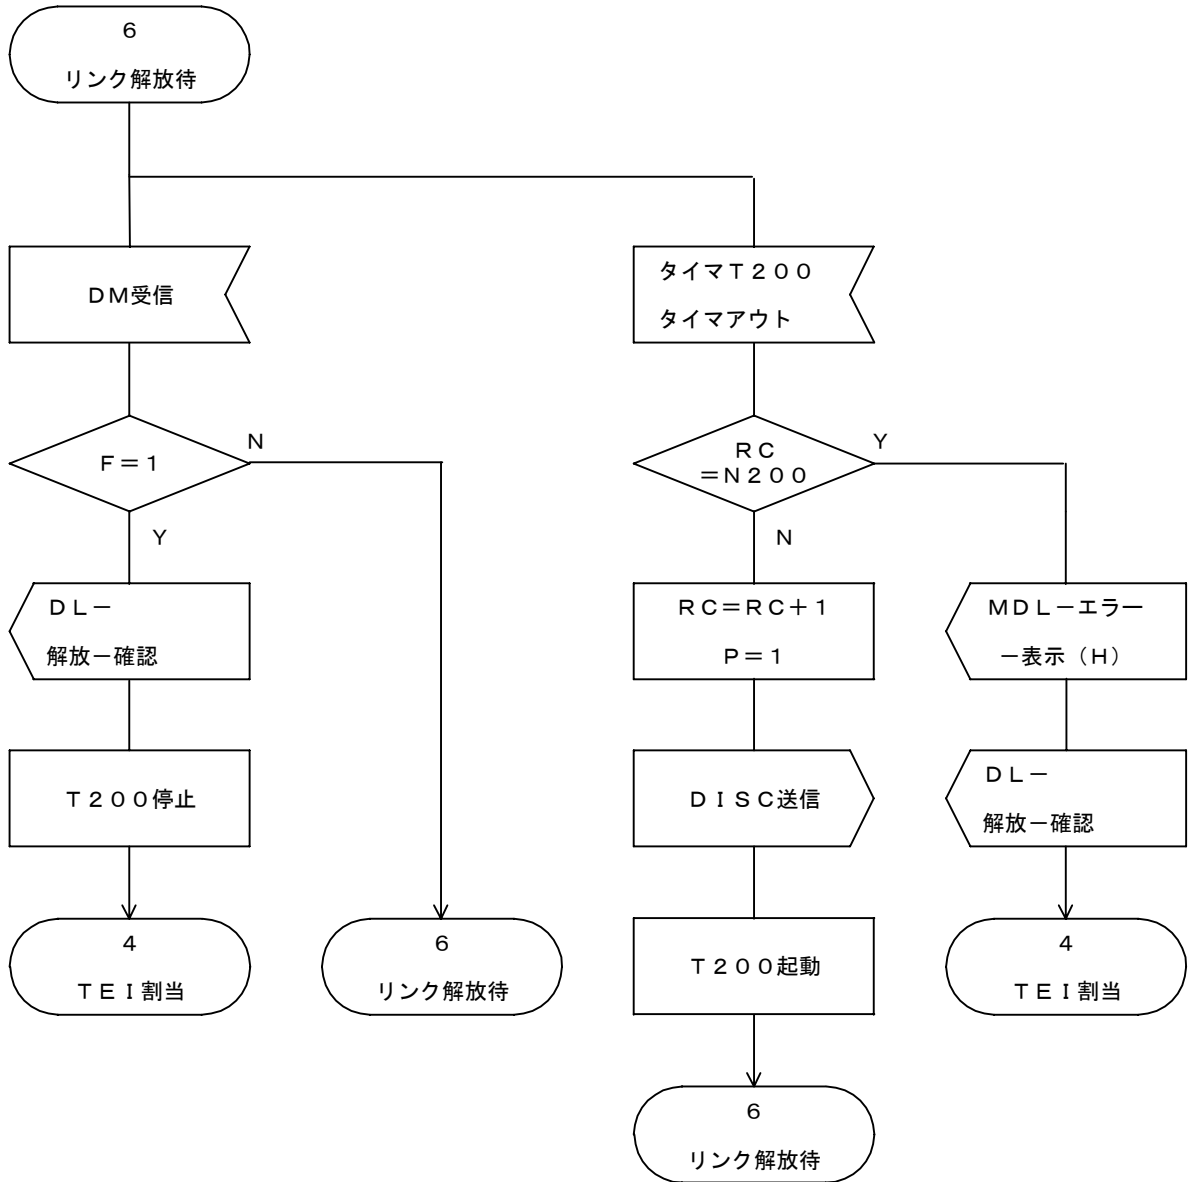 ６
リンク解放待
ＤＭ受信
タイマＴ２００
タイマアウト
Ｆ＝１
Ｎ
Ｙ
ＲＣ
＝Ｎ２００
Ｙ
Ｎ
ＤＬ－
解放－確認
ＲＣ＝ＲＣ＋１
Ｐ＝１
ＭＤＬ－エラー
－表示（Ｈ）
Ｔ２００停止
ＤＩＳＣ送信
ＤＬ－
解放－確認
４
ＴＥＩ割当
６
リンク解放待
Ｔ２００起動
４
ＴＥＩ割当
６
リンク解放待